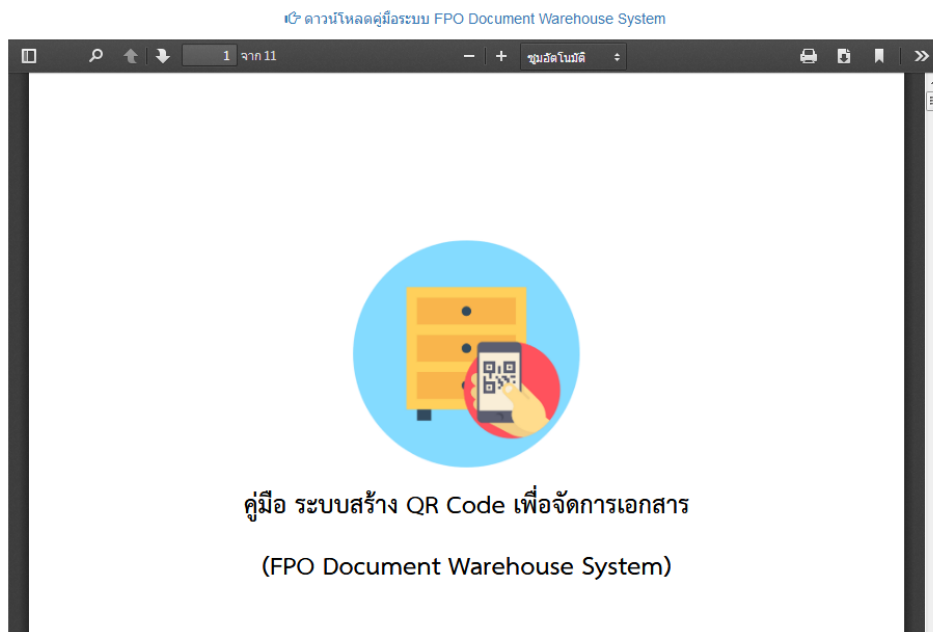 ดาวน์โหลดคู่มือระบบ FPO Document Warehouse System
1 จาก 11 ซูมอัตโนมัติ
คู่มือ ระบบสร้าง QR Code เพื่อจัดการเอกสาร
(FPO Document Warehouse System)